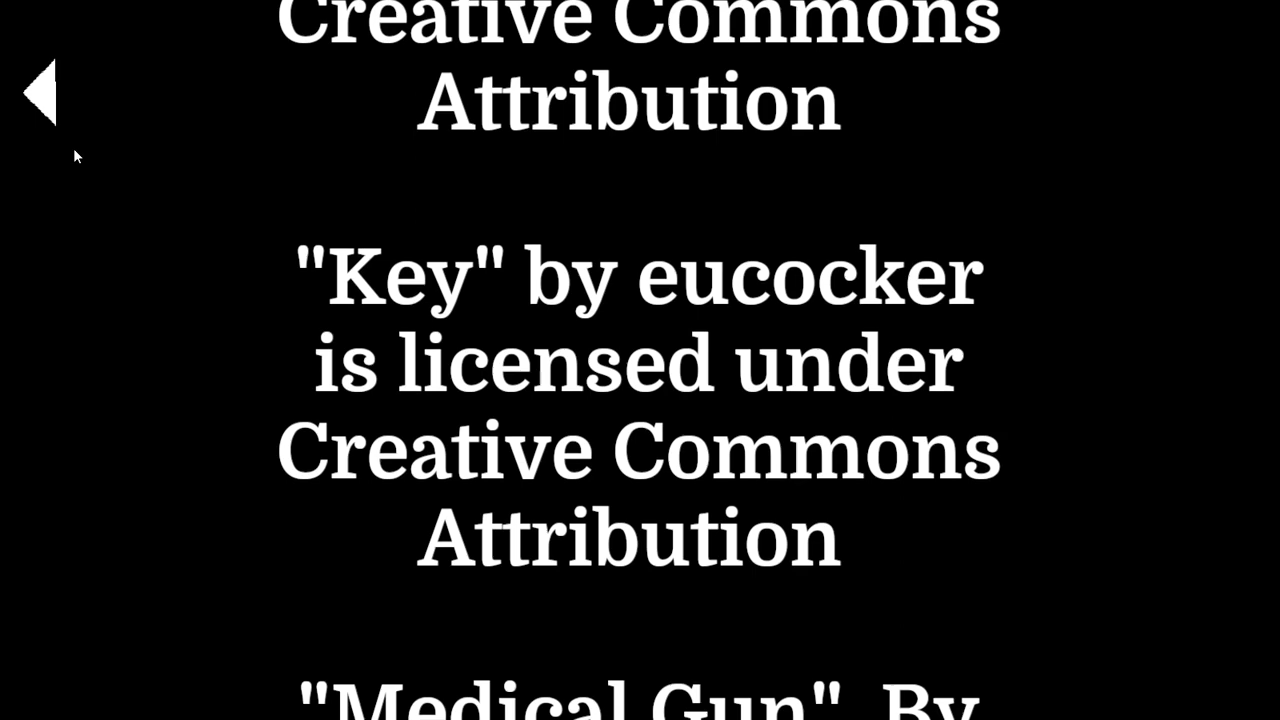 Creative Commons
Attribution
"Key" by eucocker
is licensed under
Creative Commons
Attribution
"Medical Gun"  By